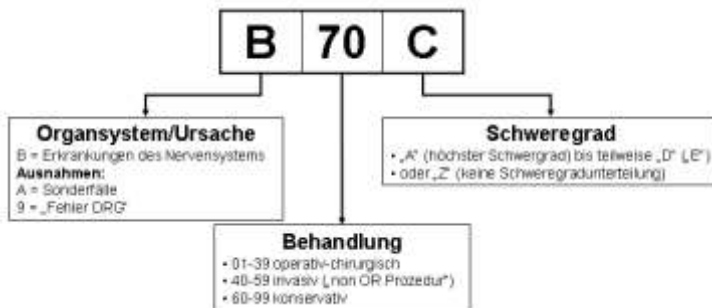 B 70 C
Organsystem/Ursache
B = Erkrankungen des Nervensystems
Ausnahmen:
A = Sonderfälle
9 = „Fehler DRG"
Schweregrad
• „A" (höchster Schwergrad) bis teilweise „D" („E")
• oder „Z" (keine Schweregradunterteilung)
Behandlung
• 01-39 operativ-chirurgisch
• 40-59 invasiv („non OR Prozedur")
• 60-99 konservativ